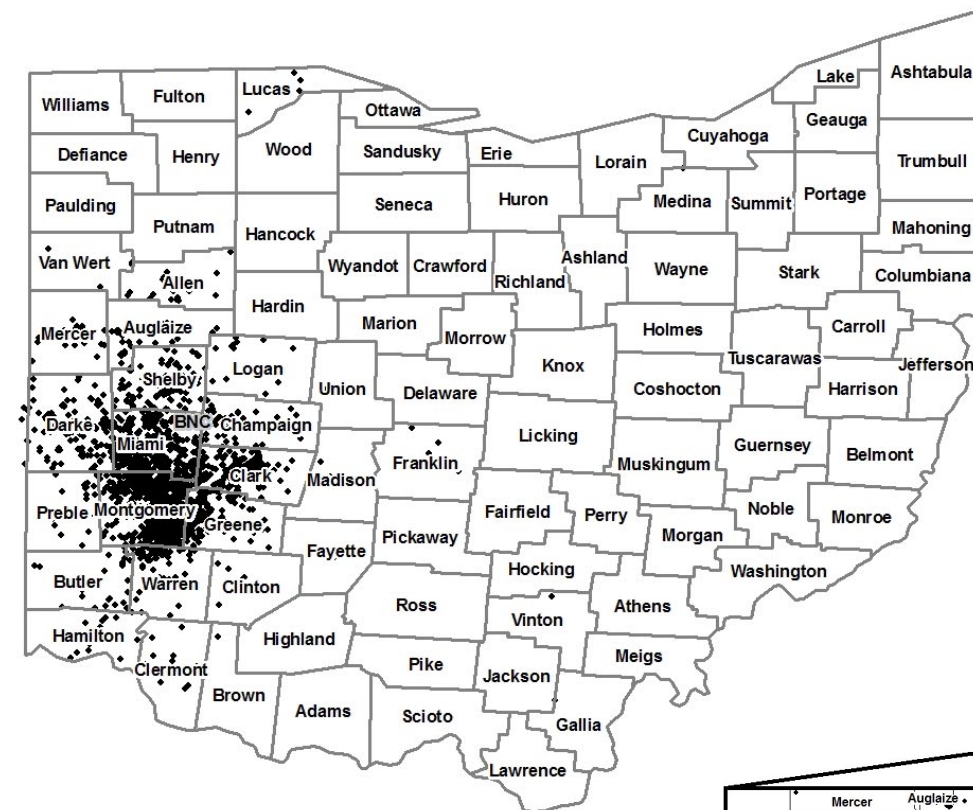 Lake
Ashtabula
Williams
Fulton
Lucas
Ottawa
Geauga
Cuyahoga
Defiance
Henry
Wood
Sandusky
Erie
Lorain
Trumbull
Paulding
Seneca
Huron
Medina
Summit
Portage
Putnam
Hancock
Mahoning
Van Wert
Allen
Wyandot
Crawford
Richland
Ashland
Wayne
Stark
Columbiana
Hardin
Mercer
Auglaize
Marion
Morrow
Holmes
Carroll
Shelby
Logan
Union
Delaware
Knox
Coshocton
Tuscarawas
Harrison
Jefferson
Darke
BNC
Champaign
Miami
Licking
Guernsey
Belmont
Clark
Madison
Franklin
Muskingum
Preble
Montgomery
Greene
Fairfield
Perry
Noble
Monroe
Fayette
Pickaway
Morgan
Butler
Warren
Clinton
Hocking
Washington
Ross
Vinton
Athens
Hamilton
Highland
Clermont
Pike
Jackson
Meigs
Brown
Adams
Scioto
Gallia
Lawrence
Mercer
Auglaize